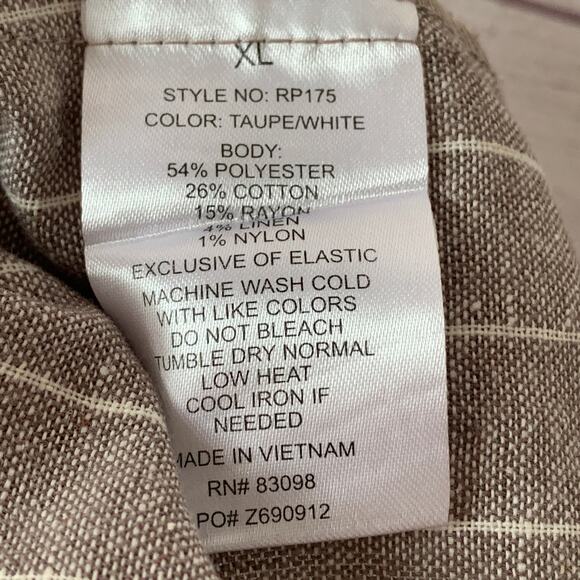 XL
STYLE NO: RP175
COLOR: TAUPE/WHITE
BODY:
54% POLYESTER
26% COTTON
15% RAYON
4% LINEN
1% NYLON
EXCLUSIVE OF ELASTIC
MACHINE WASH COLD
WITH LIKE COLORS
DO NOT BLEACH
TUMBLE DRY NORMAL
LOW HEAT
COOL IRON IF
NEEDED
MADE IN VIETNAM
RN# 83098
PO# Z690912